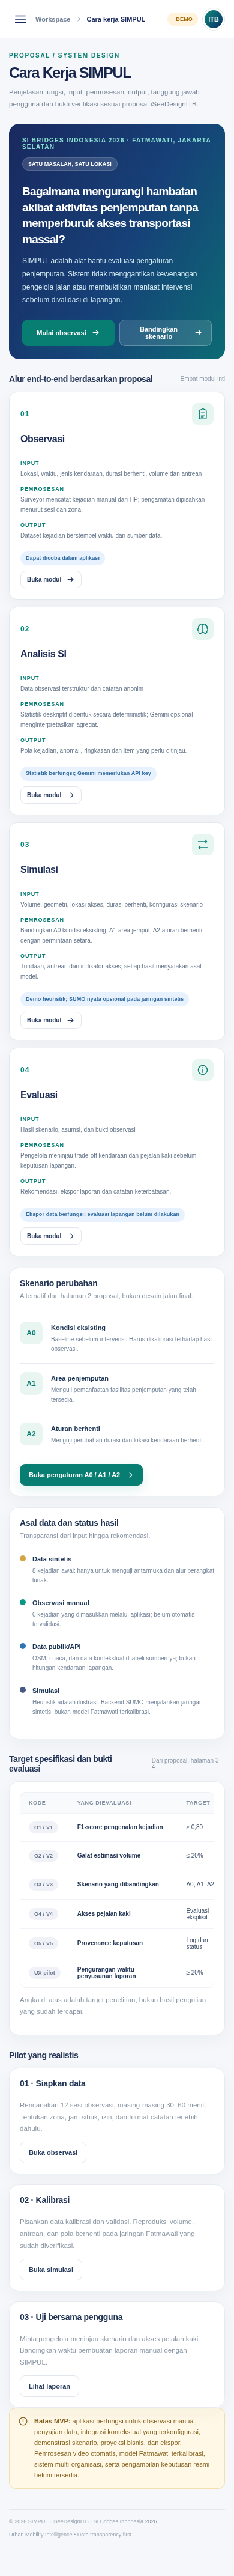 Workspace > Cara kerja SIMPUL DEMO ITB
PROPOSAL / SYSTEM DESIGN
Cara Kerja SIMPUL
Penjelasan fungsi, input, pemrosesan, output, tanggung jawab
pengguna dan bukti verifikasi sesuai proposal iSeeDesignITB.
SI BRIDGES INDONESIA 2026 · FATMAWATI, JAKARTA
SELATAN
SATU MASALAH, SATU LOKASI
Bagaimana mengurangi hambatan
akibat aktivitas penjemputan tanpa
memperburuk akses transportasi
massal?
SIMPUL adalah alat bantu evaluasi pengaturan
penjemputan. Sistem tidak menggantikan kewenangan
pengelola jalan atau membuktikan manfaat intervensi
sebelum divalidasi di lapangan.
Mulai observasi →
Bandingkan
skenario →
Alur end-to-end berdasarkan proposal
Empat modul inti
01
Observasi
INPUT
Lokasi, waktu, jenis kendaraan, durasi berhenti, volume dan antrean
PEMROSESAN
Surveyor mencatat kejadian manual dari HP; pengamatan dipisahkan
menurut sesi dan zona.
OUTPUT
Dataset kejadian berstempel waktu dan sumber data.
Dapat dicoba dalam aplikasi
Buka modul →
02
Analisis SI
INPUT
Data observasi terstruktur dan catatan anonim
PEMROSESAN
Statistik deskriptif dibentuk secara deterministik; Gemini opsional
menginterpretasikan agregat.
OUTPUT
Pola kejadian, anomali, ringkasan dan item yang perlu ditinjau.
Statistik berfungsi; Gemini memerlukan API key
Buka modul →
03
Simulasi
INPUT
Volume, geometri, lokasi akses, durasi berhenti, konfigurasi skenario
PEMROSESAN
Bandingkan A0 kondisi eksisting, A1 area jemput, A2 aturan berhenti
dengan permintaan setara.
OUTPUT
Tundaan, antrean dan indikator akses; setiap hasil menyatakan asal
model.
Demo heuristik; SUMO nyata opsional pada jaringan sintetis
Buka modul →
04
Evaluasi
INPUT
Hasil skenario, asumsi, dan bukti observasi
PEMROSESAN
Pengelola meninjau trade-off kendaraan dan pejalan kaki sebelum
keputusan lapangan.
OUTPUT
Rekomendasi, ekspor laporan dan catatan keterbatasan.
Ekspor data berfungsi; evaluasi lapangan belum dilakukan
Buka modul →
Skenario perubahan
Alternatif dari halaman 2 proposal, bukan desain jalan final.
A0
Kondisi eksisting
Baseline sebelum intervensi. Harus dikalibrasi terhadap hasil
observasi.
A1
Area penjemputan
Menguji pemanfaatan fasilitas penjemputan yang telah
tersedia.
A2
Aturan berhenti
Menguji perubahan durasi dan lokasi kendaraan berhenti.
Buka pengaturan A0 / A1 / A2 →
Asal data dan status hasil
Transparansi dari input hingga rekomendasi.
Data sintetis
8 kejadian awal: hanya untuk menguji antarmuka dan alur perangkat
lunak.
Observasi manual
0 kejadian yang dimasukkan melalui aplikasi; belum otomatis
tervalidasi.
Data publik/API
OSM, cuaca, dan data kontekstual dilabeli sumbernya; bukan
hitungan kendaraan lapangan.
Simulasi
Heuristik adalah ilustrasi. Backend SUMO menjalankan jaringan
sintetis, bukan model Fatmawati terkalibrasi.
Target spesifikasi dan bukti
evaluasi
Dari proposal, halaman 3–
4
KODE YANG DIEVALUASI TARGET
O1 / V1 F1-score pengenalan kejadian ≥ 0,80
O2 / V2 Galat estimasi volume ≤ 20%
O3 / V3 Skenario yang dibandingkan A0, A1, A2
O4 / V4 Akses pejalan kaki Evaluasi
eksplisit
O5 / V5 Provenance keputusan Log dan
status
UX pilot Pengurangan waktu
penyusunan laporan ≥ 20%
Angka di atas adalah target penelitian, bukan hasil pengujian
yang sudah tercapai.
Pilot yang realistis
01 · Siapkan data
Rencanakan 12 sesi observasi, masing-masing 30–60 menit.
Tentukan zona, jam sibuk, izin, dan format catatan terlebih
dahulu.
Buka observasi
02 · Kalibrasi
Pisahkan data kalibrasi dan validasi. Reproduksi volume,
antrean, dan pola berhenti pada jaringan Fatmawati yang
sudah diverifikasi.
Buka simulasi
03 · Uji bersama pengguna
Minta pengelola meninjau skenario dan akses pejalan kaki.
Bandingkan waktu pembuatan laporan manual dengan
SIMPUL.
Lihat laporan
Batas MVP: aplikasi berfungsi untuk observasi manual,
penyajian data, integrasi kontekstual yang terkonfigurasi,
demonstrasi skenario, proyeksi bisnis, dan ekspor.
Pemrosesan video otomatis, model Fatmawati terkalibrasi,
sistem multi-organisasi, serta pengambilan keputusan resmi
belum tersedia.
© 2026 SIMPUL · iSeeDesignITB · SI Bridges Indonesia 2026
Urban Mobility Intelligence • Data transparency first